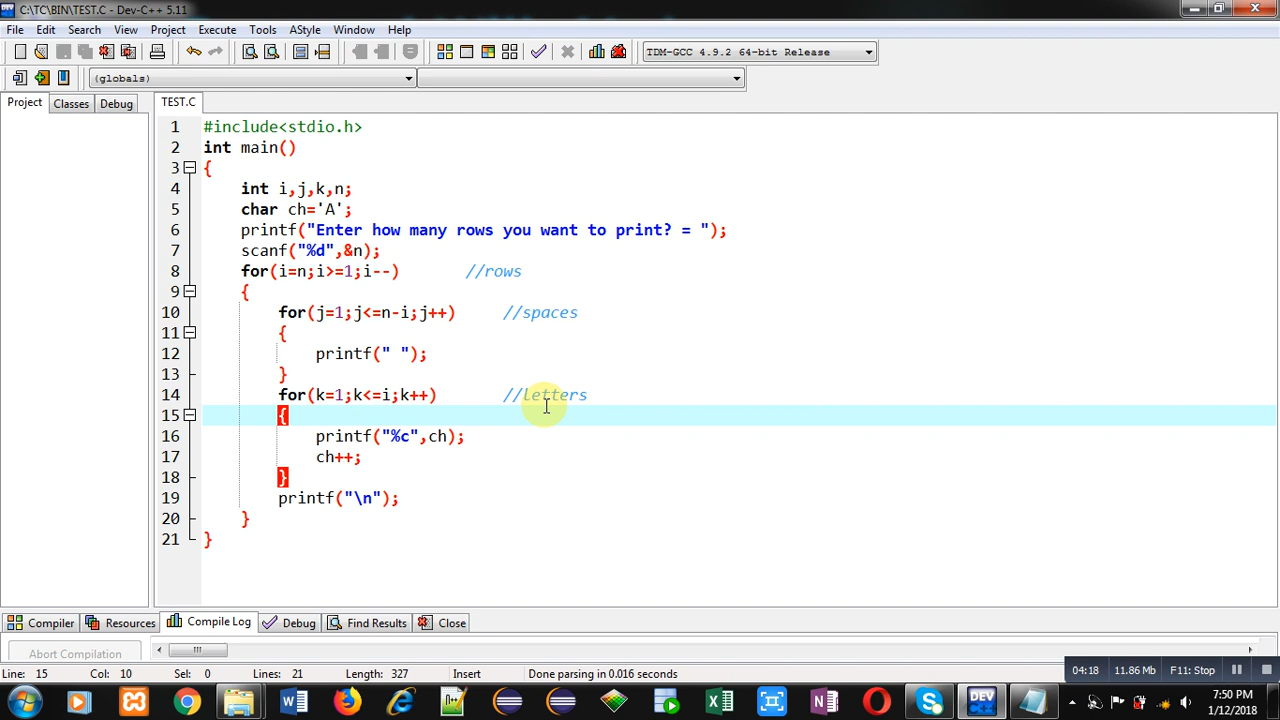 C:\TC\BIN\TEST.C - Dev-C++ 5.11
File Edit Search View Project Execute Tools AStyle Window Help
TDM-GCC 4.9.2 64-bit Release
(globals)
Project Classes Debug TEST.C
1 #include<stdio.h>
2 int main()
3 {
4 int i,j,k,n;
5 char ch='A';
6 printf("Enter how many rows you want to print? = ");
7 scanf("%d",&n);
8 for(i=n;i>=1;i--) //rows
9 {
10 for(j=1;j<=n-i;j++) //spaces
11 {
12 printf(" ");
13 }
14 for(k=1;k<=i;k++) //letters
15 {
16 printf("%c",ch);
17 ch++;
18 }
19 printf("\n");
20 }
21 }
Compiler Resources Compile Log Debug Find Results Close
Abort Compilation
Line: 15 Col: 10 Sel: 0 Lines: 21 Length: 327 Insert Done parsing in 0.016 seconds
04:18 11.86 Mb F11: Stop
7:50 PM
1/12/2018